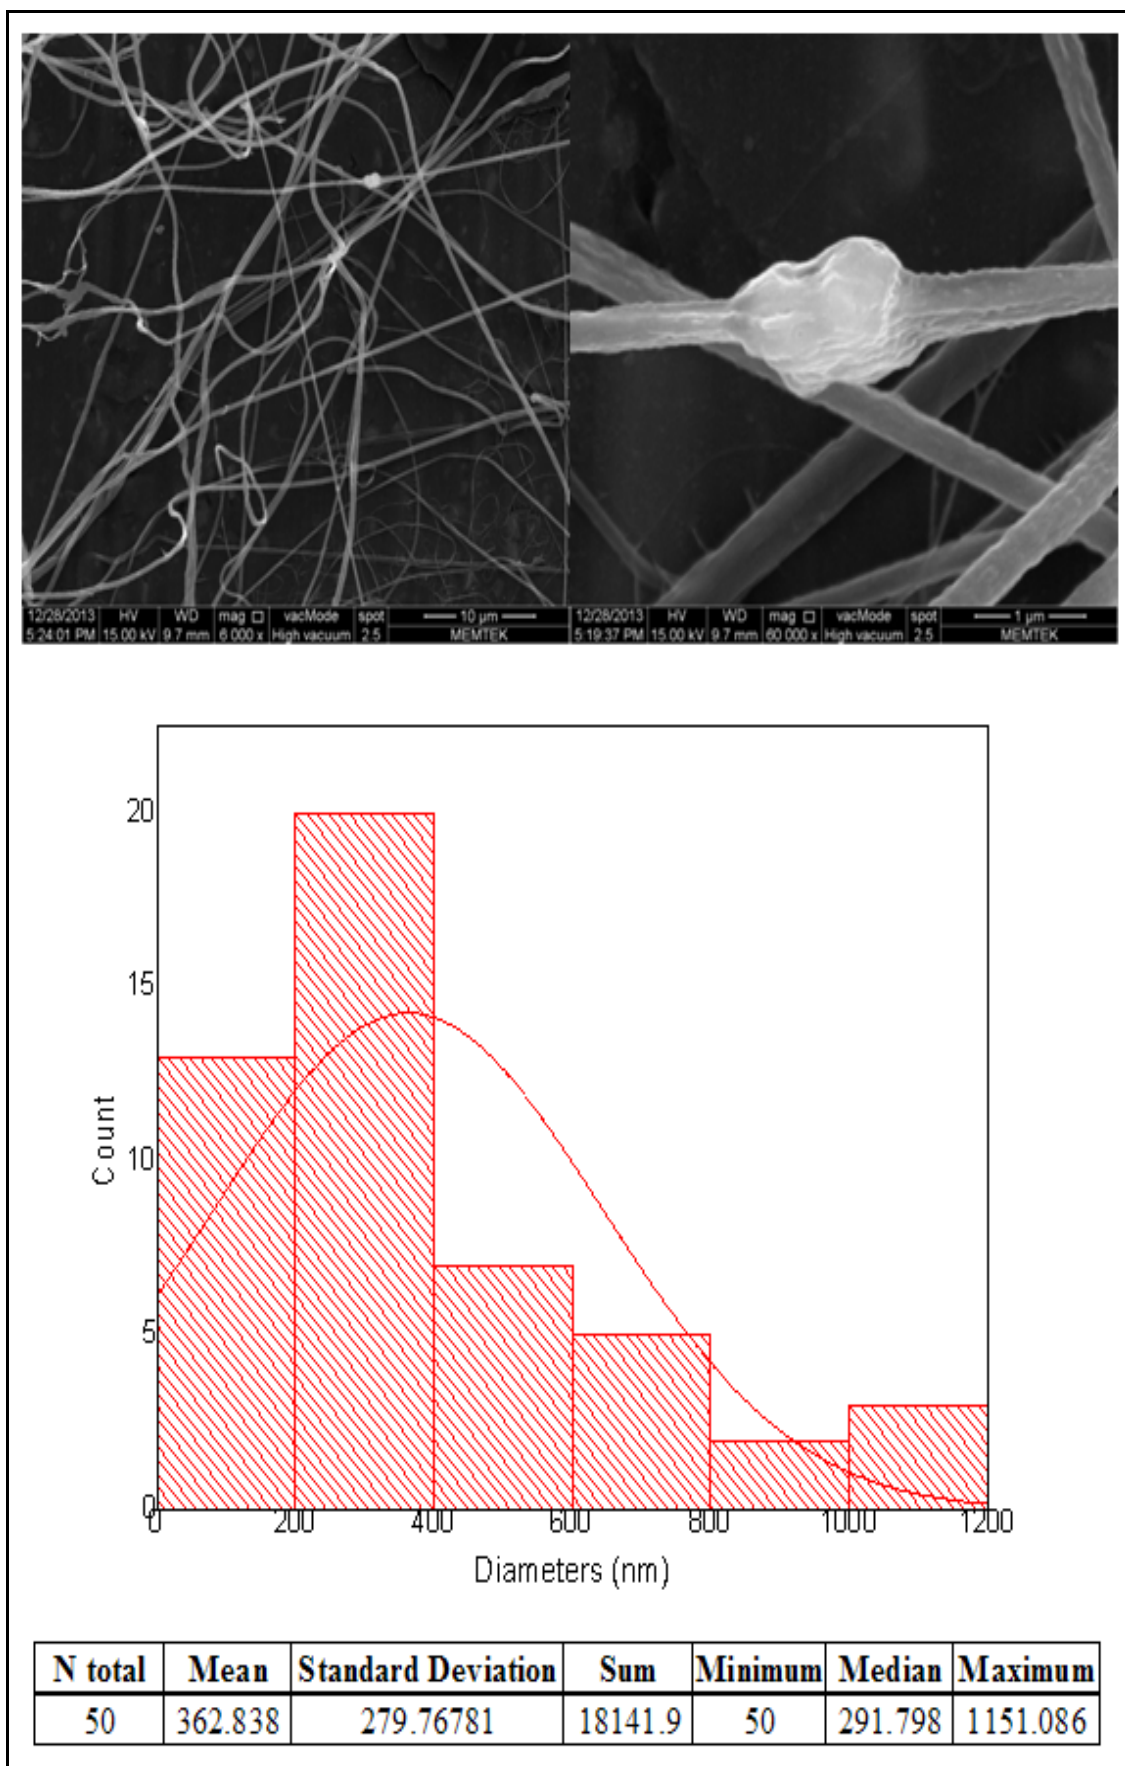 12/28/2013 HV WD mag □ vacMode spot 10 µm
5:24:01 PM 15.00 kV 9.7 mm 6 000 x High vacuum 2.5 MEMTEK
12/28/2013 HV WD mag □ vacMode spot 1 µm
5:19:37 PM 15.00 kV 9.7 mm 60 000 x High vacuum 2.5 MEMTEK
20
15
10
5
0
Count
0 200 400 600 800 1000 1200
Diameters (nm)
N total Mean Standard Deviation Sum Minimum Median Maximum
50 362.838 279.76781 18141.9 50 291.798 1151.086